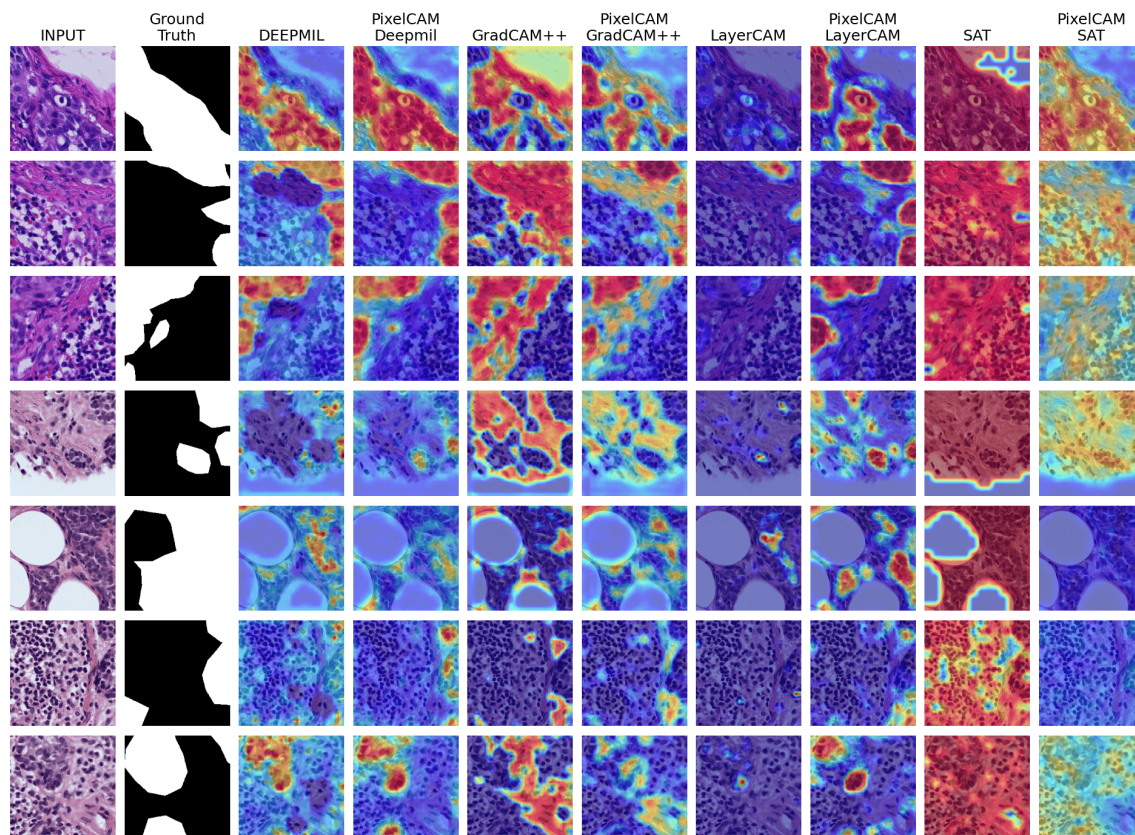 INPUT
Ground
Truth
DEEPMIL
PixelCAM
Deepmil
GradCAM++
PixelCAM
GradCAM++
LayerCAM
PixelCAM
LayerCAM
SAT
PixelCAM
SAT